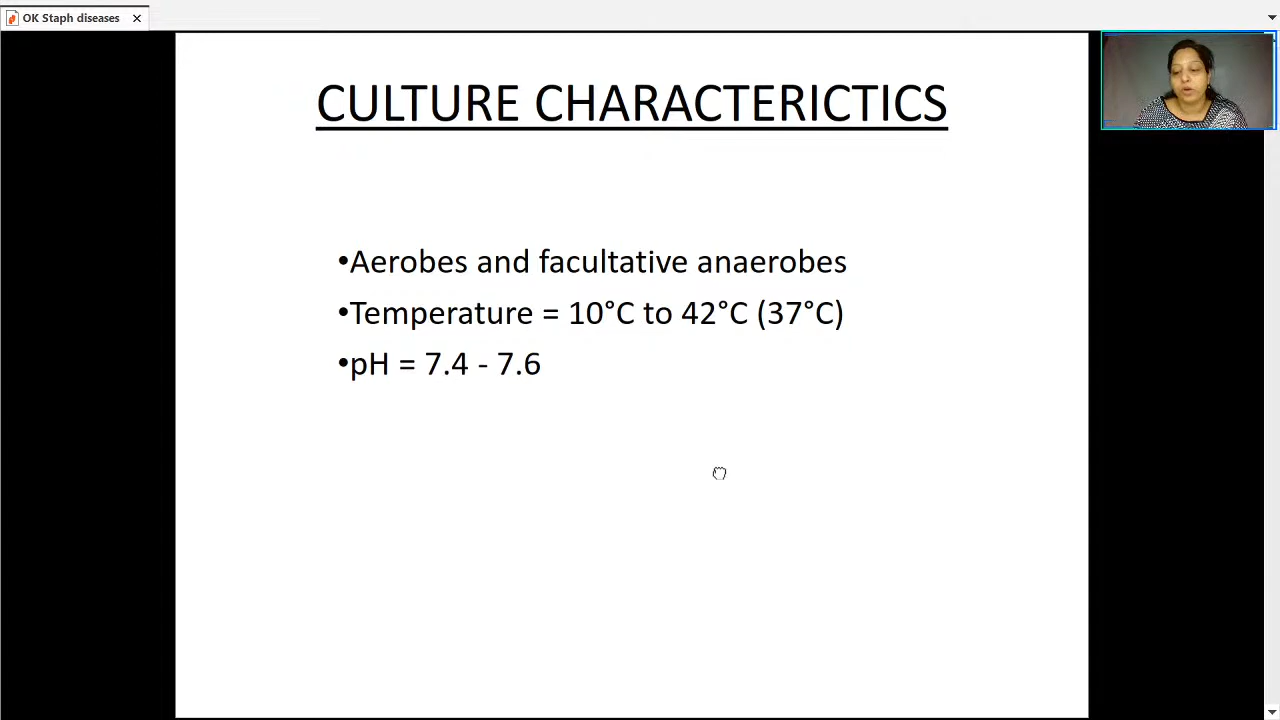 OK Staph diseases
CULTURE CHARACTERICTICS
•Aerobes and facultative anaerobes
•Temperature = 10°C to 42°C (37°C)
•pH = 7.4 - 7.6